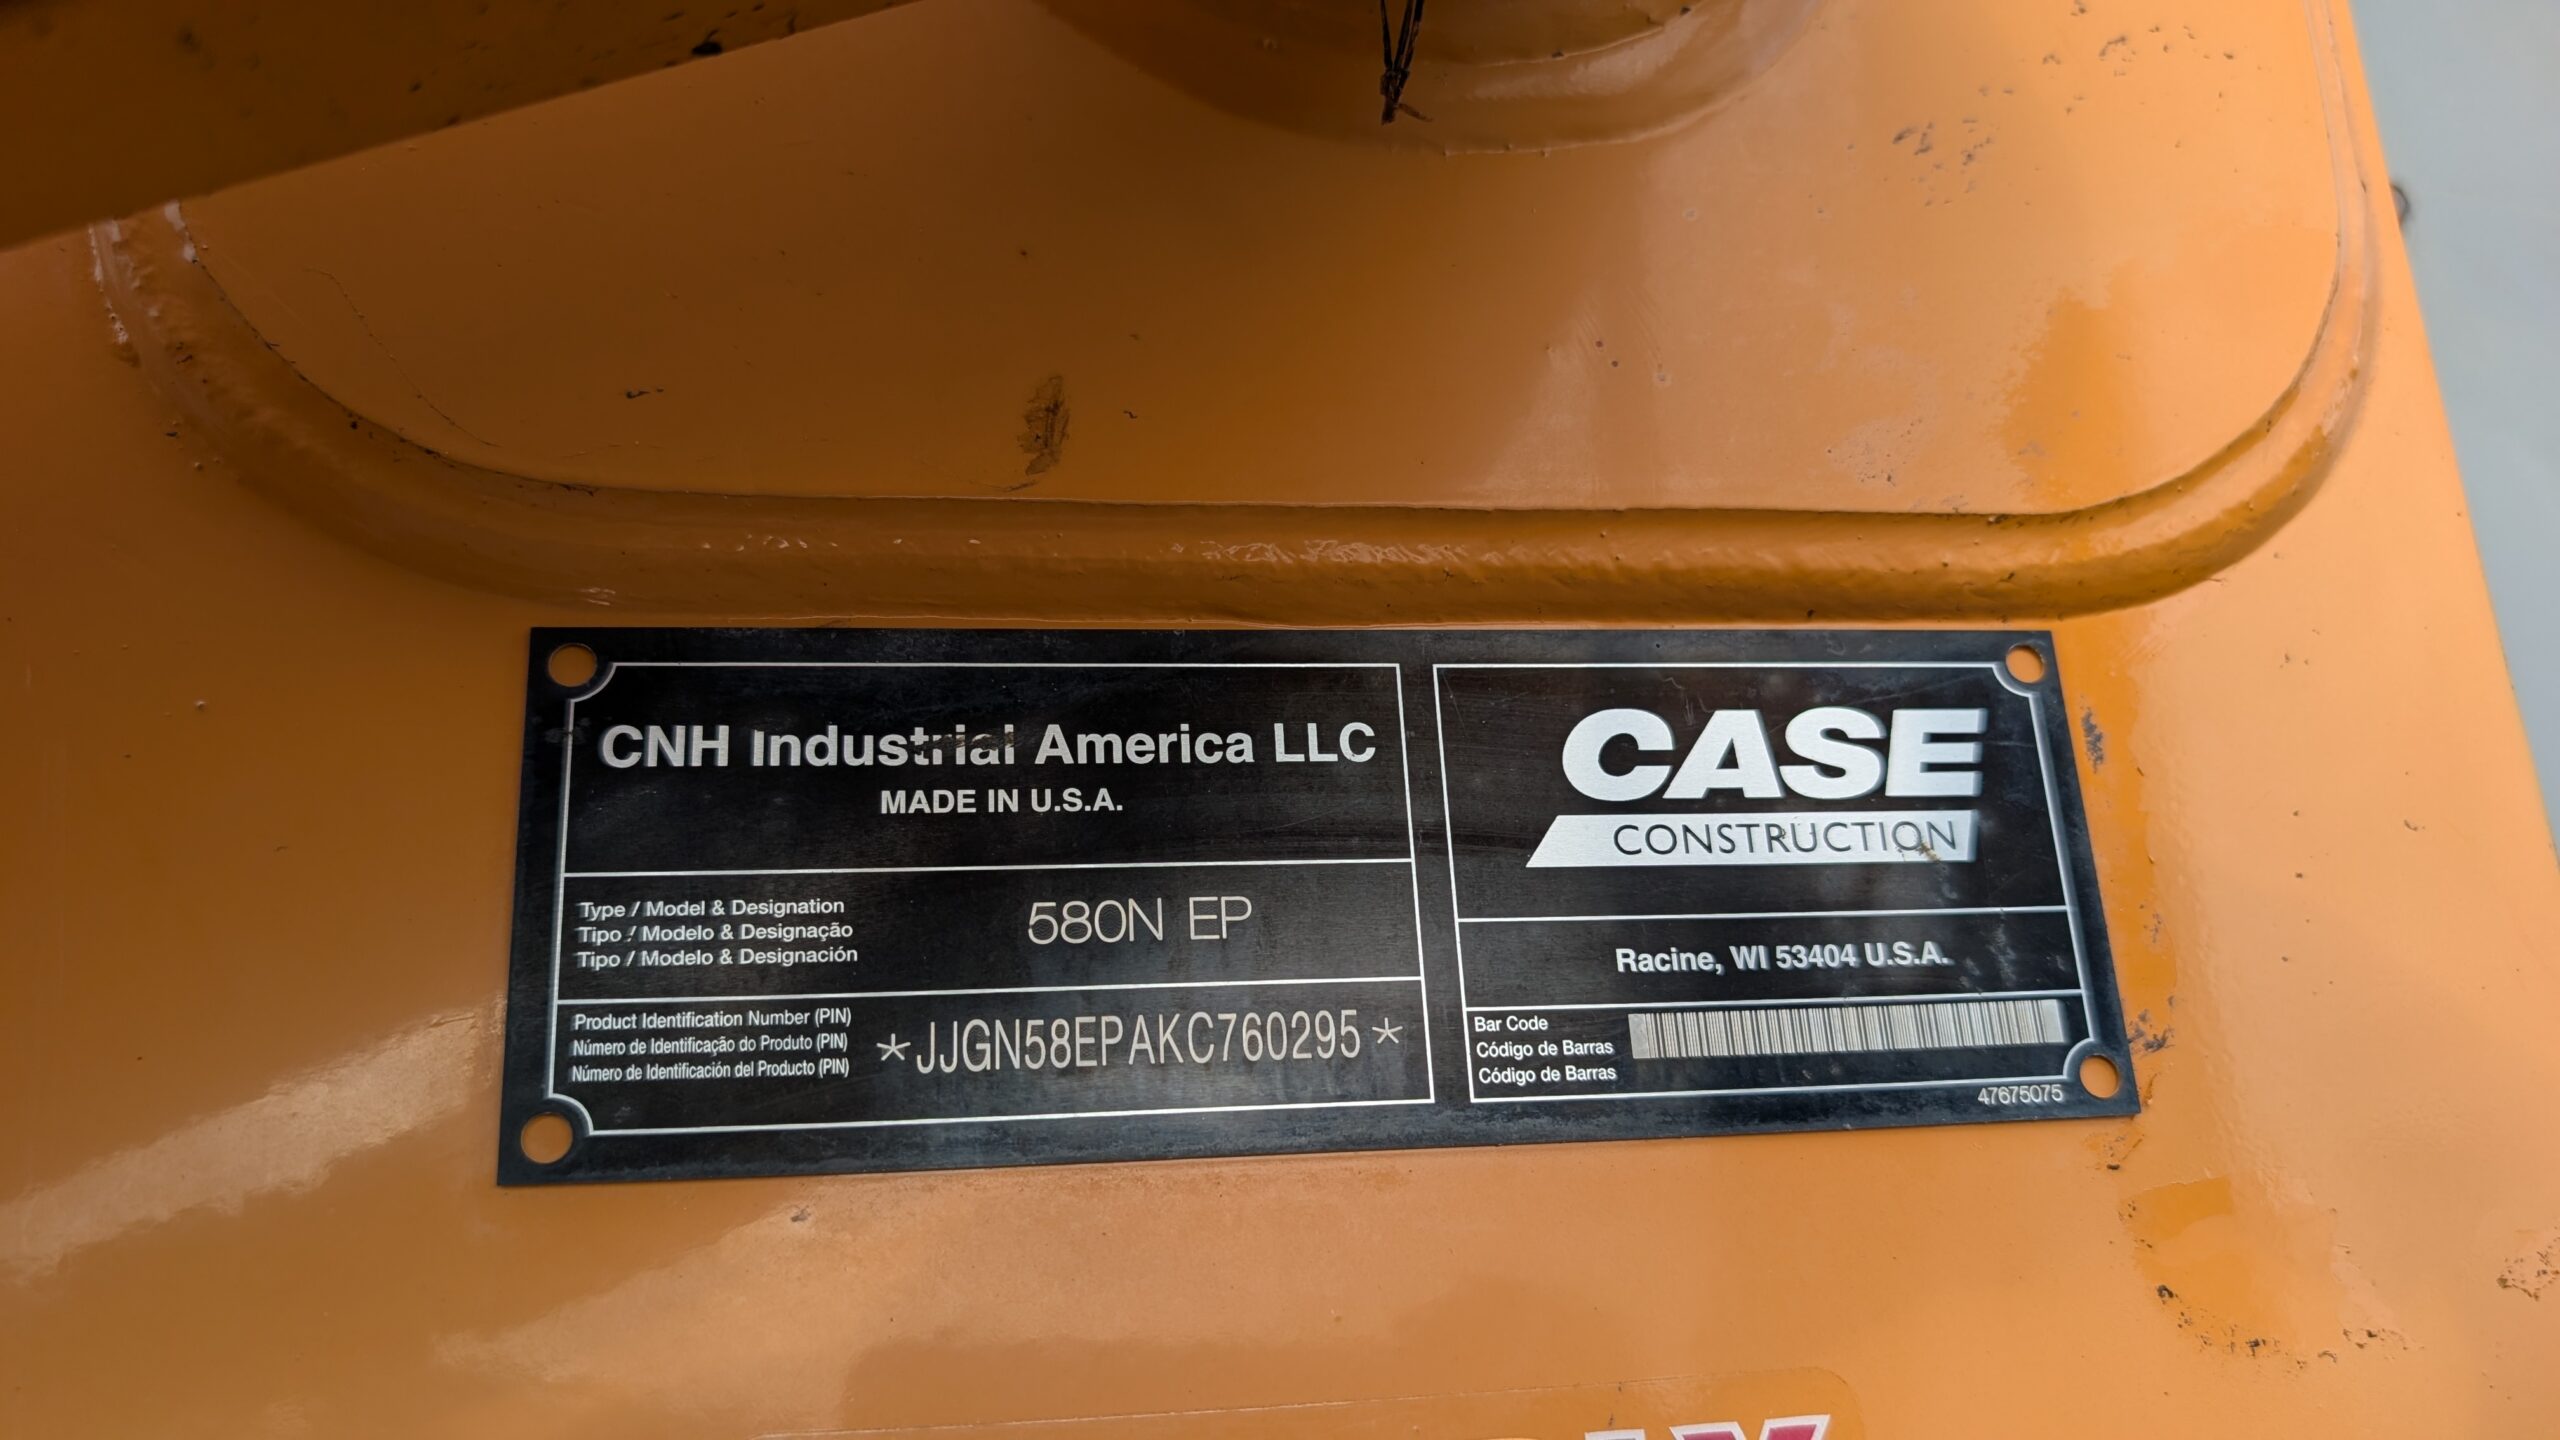 CNH Industrial America LLC
MADE IN U.S.A.
Type / Model & Designation
Tipo / Modelo & Designação
Tipo / Modelo & Designación
580N EP
Product Identification Number (PIN)
Número de Identificação do Produto (PIN)
Número de Identificación del Producto (PIN)
*JJGN58EPAKC760295*
CASE
CONSTRUCTION
Racine, WI 53404 U.S.A.
Bar Code
Código de Barras
Código de Barras
47675075